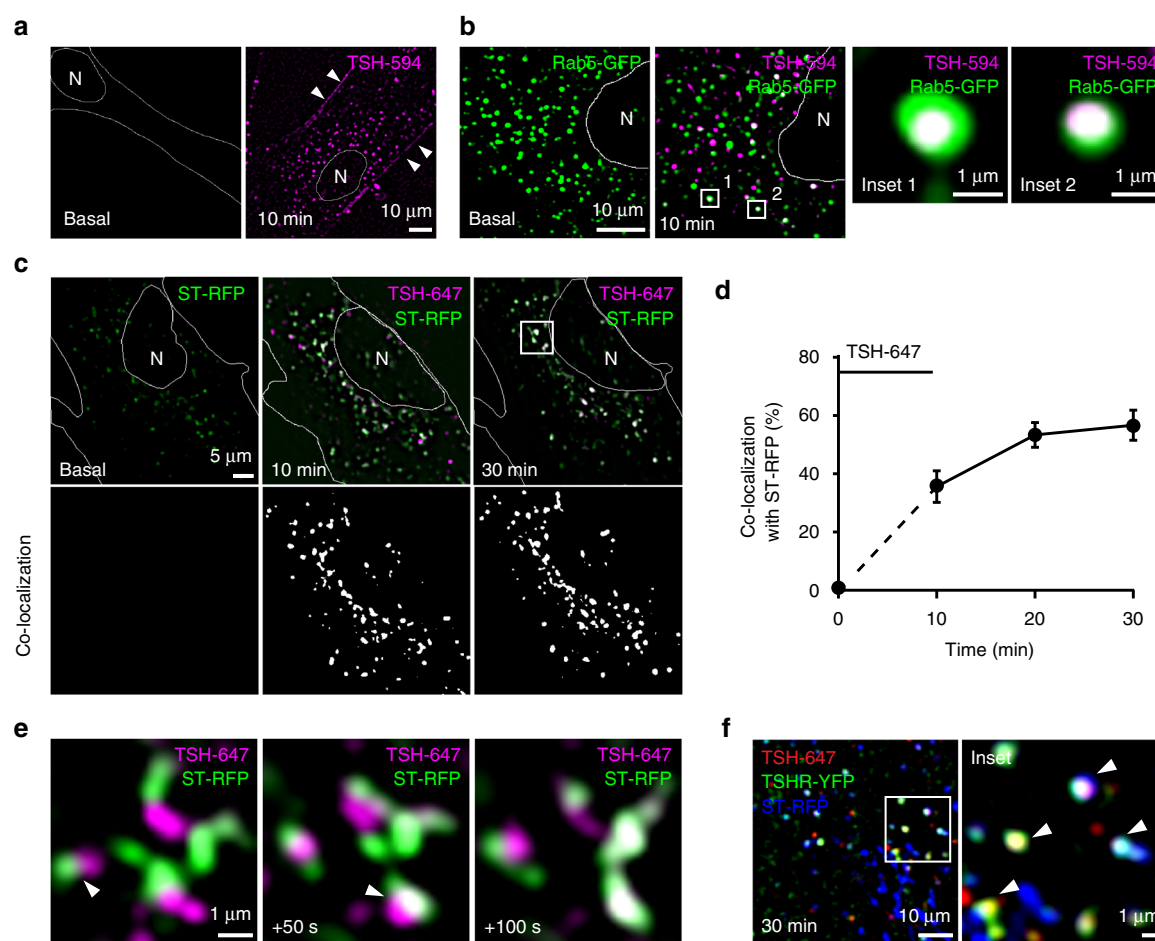 a
N
Basal
TSH-594
N
10 min
10 μm
b
Rab5-GFP
N
Basal
10 μm
TSH-594
Rab5-GFP
N
1
2
10 min
TSH-594
Rab5-GFP
Inset 1
1 μm
TSH-594
Rab5-GFP
Inset 2
1 μm
c
ST-RFP
N
Basal
5 μm
TSH-647
ST-RFP
N
10 min
TSH-647
ST-RFP
N
30 min
Co-localization
d
TSH-647
Co-localization
with ST-RFP (%)
80
60
40
20
0
0
10
20
30
Time (min)
e
TSH-647
ST-RFP
1 μm
TSH-647
ST-RFP
+50 s
TSH-647
ST-RFP
+100 s
f
TSH-647
TSHR-YFP
ST-RFP
30 min
10 μm
Inset
1 μm